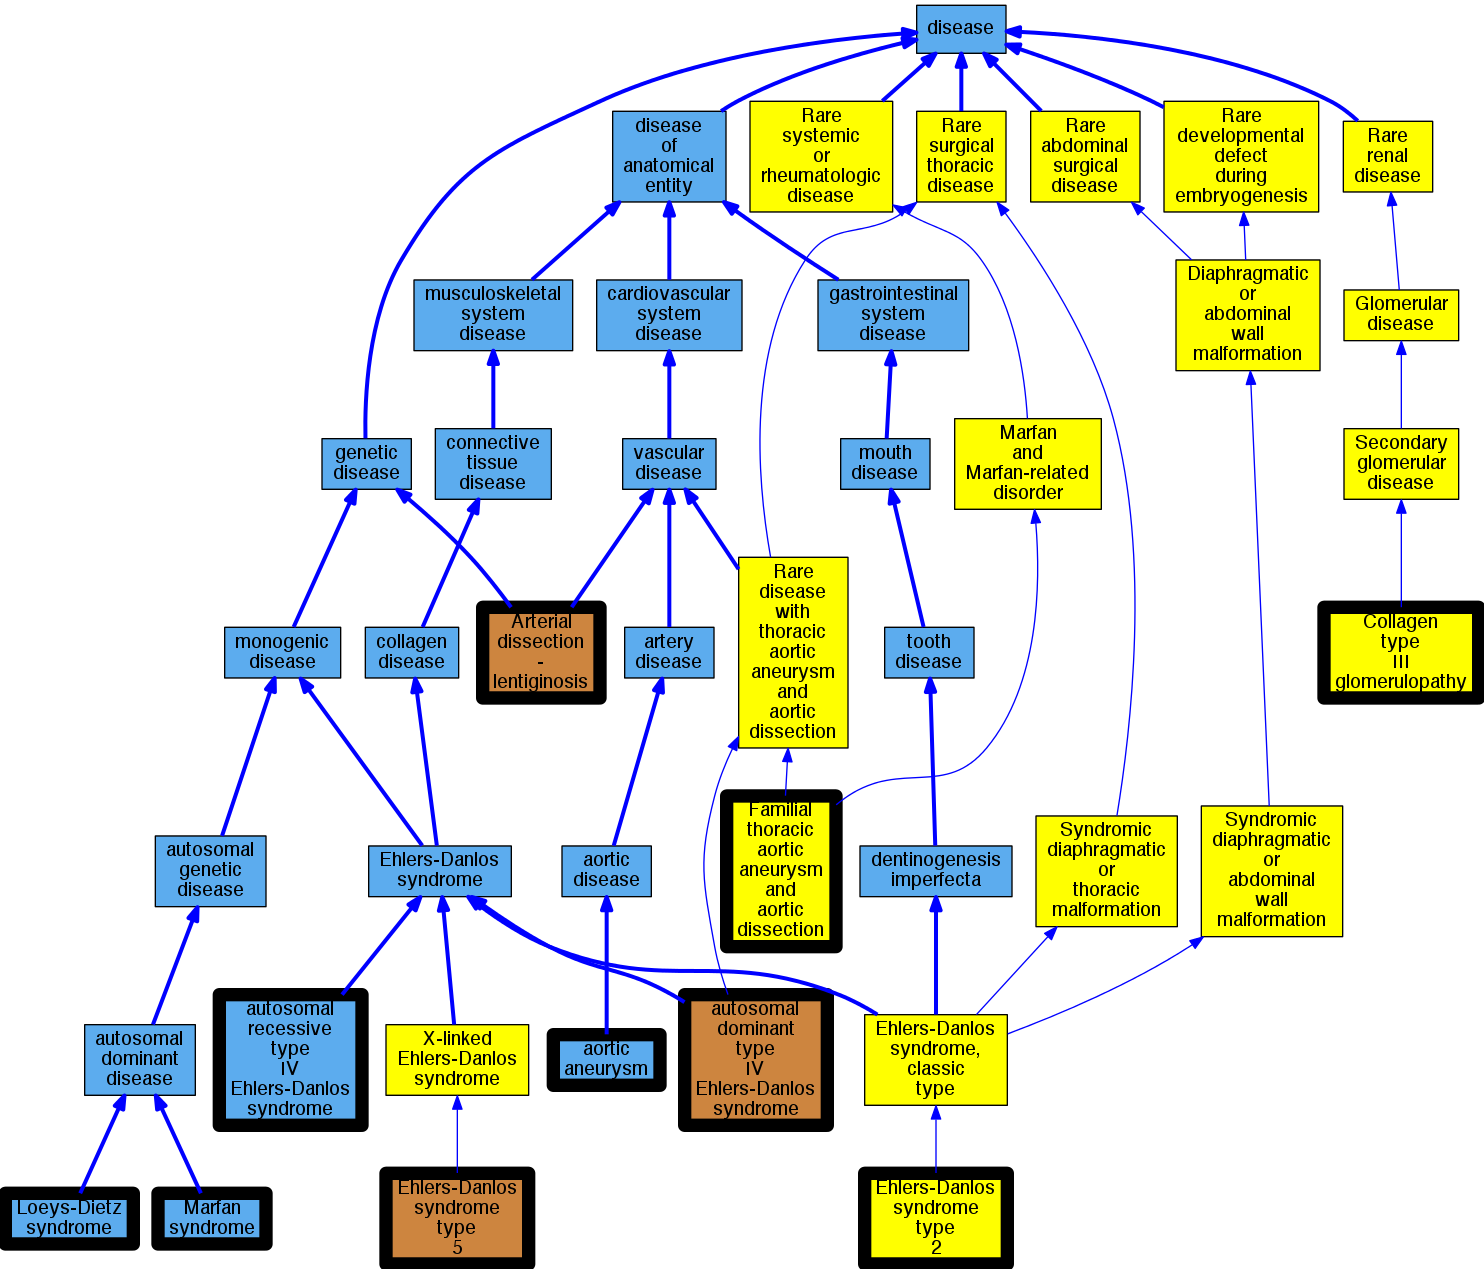 disease
disease
of
anatomical
entity
Rare
systemic
or
rheumatologic
disease
Rare
surgical
thoracic
disease
Rare
abdominal
surgical
disease
Rare
developmental
defect
during
embryogenesis
Rare
renal
disease
musculoskeletal
system
disease
cardiovascular
system
disease
gastrointestinal
system
disease
Diaphragmatic
or
abdominal
wall
malformation
Glomerular
disease
genetic
disease
connective
tissue
disease
vascular
disease
mouth
disease
Marfan
and
Marfan-related
disorder
Secondary
glomerular
disease
monogenic
disease
collagen
disease
Arterial
dissection
-
lentiginosis
artery
disease
Rare
disease
with
thoracic
aortic
aneurysm
and
aortic
dissection
tooth
disease
Collagen
type
III
glomerulopathy
autosomal
genetic
disease
Ehlers-Danlos
syndrome
aortic
disease
Familial
thoracic
aortic
aneurysm
and
aortic
dissection
dentinogenesis
imperfecta
Syndromic
diaphragmatic
or
thoracic
malformation
Syndromic
diaphragmatic
or
abdominal
wall
malformation
autosomal
dominant
disease
autosomal
recessive
type
IV
Ehlers-Danlos
syndrome
X-linked
Ehlers-Danlos
syndrome
aortic
aneurysm
autosomal
dominant
type
IV
Ehlers-Danlos
syndrome
Ehlers-Danlos
syndrome,
classic
type
Loeys-Dietz
syndrome
Marfan
syndrome
Ehlers-Danlos
syndrome
type
5
Ehlers-Danlos
syndrome
type
2